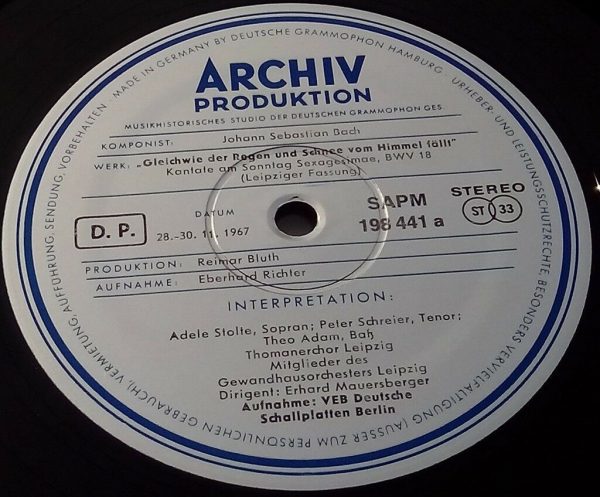 MADE IN GERMANY BY DEUTSCHE GRAMMOPHON HAMBURG · URHEBER- UND LEISTUNGSSCHUTZRECHTE, BESONDERS VERVIELFÄLTIGUNG (AUSSER ZUM PERSÖNLICHEN GEBRAUCH), VERMIETUNG, AUFFÜHRUNG, SENDUNG, VORBEHALTEN ·
ARCHIV
PRODUKTION
MUSIKHISTORISCHES STUDIO DER DEUTSCHEN GRAMMOPHON GES
KOMPONIST: Johann Sebastian Bach
WERK: „Gleichwie der Regen und Schnee vom Himmel fällt"
Kantate am Sonntag Sexagesimae, BWV 18
(Leipziger Fassung)
D. P.
DATUM
28.-30. 11. 1967
SAPM
198 441 a
STEREO
ST 33
PRODUKTION: Reimar Bluth
AUFNAHME: Eberhard Richter
INTERPRETATION:
Adele Stolte, Sopran; Peter Schreier, Tenor;
Theo Adam, Baß
Thomanerchor Leipzig
Mitglieder des
Gewandhausorchesters Leipzig
Dirigent: Erhard Mauersberger
Aufnahme: VEB Deutsche
Schallplatten Berlin